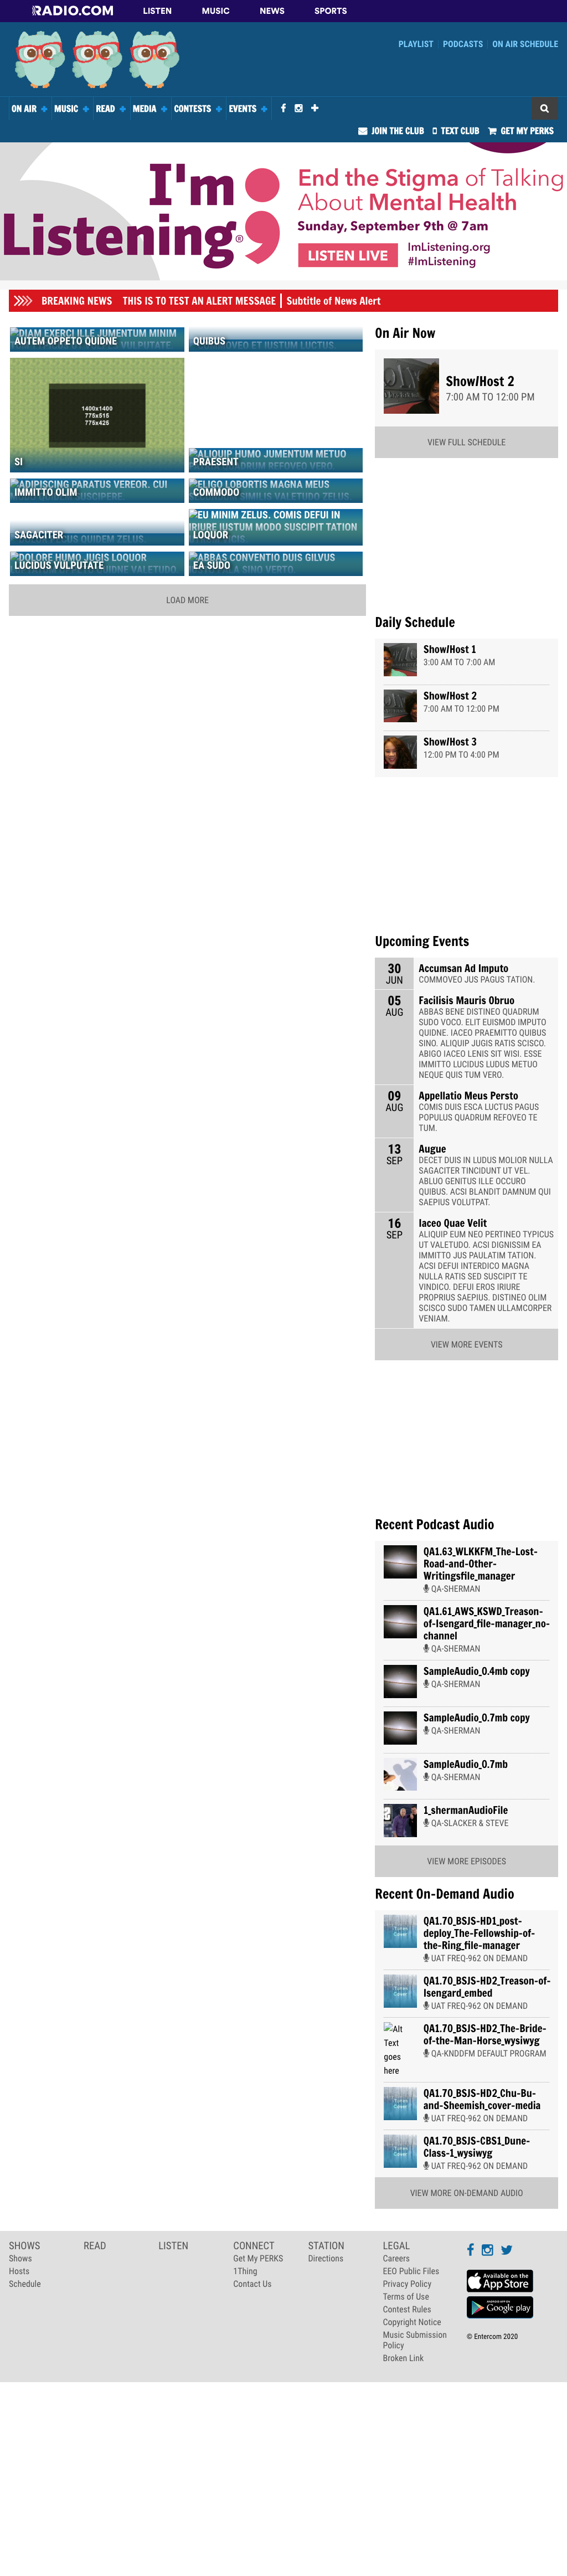 RADIO.COM LISTEN MUSIC NEWS SPORTS
PLAYLIST PODCASTS ON AIR SCHEDULE
ON AIR MUSIC READ MEDIA CONTESTS EVENTS
JOIN THE CLUB TEXT CLUB GET MY PERKS
I'm Listening®
End the Stigma of Talking
About Mental Health
Sunday, September 9th @ 7am
LISTEN LIVE
ImListening.org
#ImListening
BREAKING NEWS THIS IS TO TEST AN ALERT MESSAGE | Subtitle of News Alert
DIAM EXERCI ILLE JUMENTUM MINIM
AUTEM OPPETO QUIDNE
QUIBUS
1400x1400
775x515
775x425
SI
ALIQUIP HUMO JUMENTUM METUO
PRAESENT
ADIPISCING PARATUS VEREOR. CUI
IMMITTO OLIM
ELIGO LOBORTIS MAGNA MEUS
COMMODO
SIMILIS VALETUDO ZELUS
SAGACITER
EU MINIM ZELUS. COMIS DEFUI IN
IRIURE IUSTUM MODO SUSCIPIT TATION
LOQUOR
DOLORE HUMO JUGIS LOQUOR
LUCIDUS VULPUTATE
ABBAS CONVENTIO DUIS GILVUS
EA SUDO
LOAD MORE
On Air Now
Show/Host 2
7:00 AM TO 12:00 PM
VIEW FULL SCHEDULE
Daily Schedule
Show/Host 1
3:00 AM TO 7:00 AM
Show/Host 2
7:00 AM TO 12:00 PM
Show/Host 3
12:00 PM TO 4:00 PM
Upcoming Events
30
JUN
Accumsan Ad Imputo
COMMOVEO JUS PAGUS TATION.
05
AUG
Facilisis Mauris Obruo
ABBAS BENE DISTINEO QUADRUM
SUDO VOCO. ELIT EUISMOD IMPUTO
QUIDNE. IACEO PRAEMITTO QUIBUS
SINO. ALIQUIP JUGIS RATIS SCISCO.
ABIGO IACEO LENIS SIT WISI. ESSE
IMMITTO LUCIDUS LUDUS METUO
NEQUE QUIS TUM VERO.
09
AUG
Appellatio Meus Persto
COMIS DUIS ESCA LUCTUS PAGUS
POPULUS QUADRUM REFOVEO TE
TUM.
13
SEP
Augue
DECET DUIS IN LUDUS MOLIOR NULLA
SAGACITER TINCIDUNT UT VEL.
ABLUO GENITUS ILLE OCCURO
QUIBUS. ACSI BLANDIT DAMNUM QUI
SAEPIUS VOLUTPAT.
16
SEP
Iaceo Quae Velit
ALIQUIP EUM NEO PERTINEO TYPICUS
UT VALETUDO. ACSI DIGNISSIM EA
IMMITTO JUS PAULATIM TATION.
ACSI DEFUI INTERDICO MAGNA
NULLA RATIS SED SUSCIPIT TE
VINDICO. DEFUI EROS IRIURE
PROPRIUS SAEPIUS. DISTINEO OLIM
SCISCO SUDO TAMEN ULLAMCORPER
VENIAM.
VIEW MORE EVENTS
Recent Podcast Audio
QA1.63_WLKKFM_The-Lost-
Road-and-Other-
Writingsfile_manager
QA-SHERMAN
QA1.61_AWS_KSWD_Treason-
of-Isengard_file-manager_no-
channel
QA-SHERMAN
SampleAudio_0.4mb copy
QA-SHERMAN
SampleAudio_0.7mb copy
QA-SHERMAN
SampleAudio_0.7mb
QA-SHERMAN
1_shermanAudioFile
QA-SLACKER & STEVE
VIEW MORE EPISODES
Recent On-Demand Audio
QA1.70_BSJS-HD1_post-
deploy_The-Fellowship-of-
the-Ring_file-manager
UAT FREQ-962 ON DEMAND
QA1.70_BSJS-HD2_Treason-of-
Isengard_embed
UAT FREQ-962 ON DEMAND
Alt
Text
goes
here
QA1.70_BSJS-HD2_The-Bride-
of-the-Man-Horse_wysiwyg
QA-KNDDFM DEFAULT PROGRAM
QA1.70_BSJS-HD2_Chu-Bu-
and-Sheemish_cover-media
UAT FREQ-962 ON DEMAND
QA1.70_BSJS-CBS1_Dune-
Class-1_wysiwyg
UAT FREQ-962 ON DEMAND
VIEW MORE ON-DEMAND AUDIO
SHOWS
Shows
Hosts
Schedule
READ
LISTEN
CONNECT
Get My PERKS
1Thing
Contact Us
STATION
Directions
LEGAL
Careers
EEO Public Files
Privacy Policy
Terms of Use
Contest Rules
Copyright Notice
Music Submission
Policy
Broken Link
Available on the
App Store
Google play
© Entercom 2020